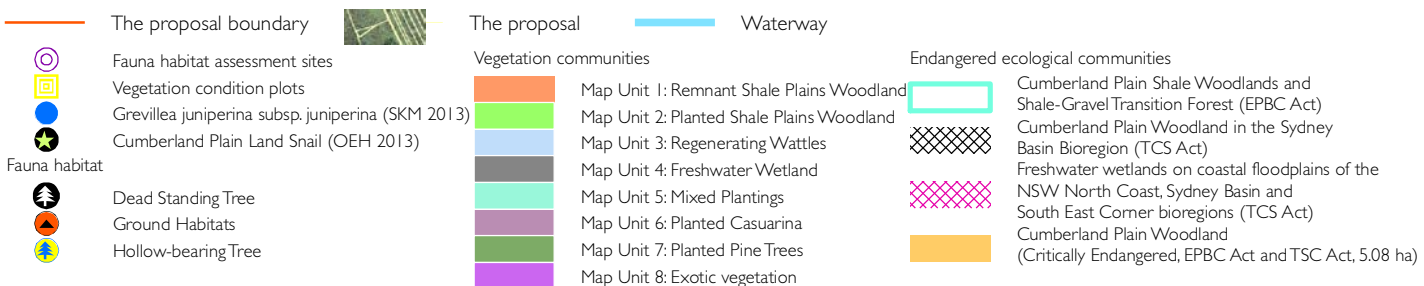 The proposal boundary
The proposal
Waterway
Fauna habitat assessment sites
Vegetation condition plots
Grevillea juniperina subsp. juniperina (SKM 2013)
Cumberland Plain Land Snail (OEH 2013)
Fauna habitat
Dead Standing Tree
Ground Habitats
Hollow-bearing Tree
Vegetation communities
Map Unit 1: Remnant Shale Plains Woodland
Map Unit 2: Planted Shale Plains Woodland
Map Unit 3: Regenerating Wattles
Map Unit 4: Freshwater Wetland
Map Unit 5: Mixed Plantings
Map Unit 6: Planted Casuarina
Map Unit 7: Planted Pine Trees
Map Unit 8: Exotic vegetation
Endangered ecological communities
Cumberland Plain Shale Woodlands and
Shale-Gravel Transition Forest (EPBC Act)
Cumberland Plain Woodland in the Sydney
Basin Bioregion (TCS Act)
Freshwater wetlands on coastal floodplains of the
NSW North Coast, Sydney Basin and
South East Corner bioregions (TCS Act)
Cumberland Plain Woodland
(Critically Endangered, EPBC Act and TSC Act, 5.08 ha)